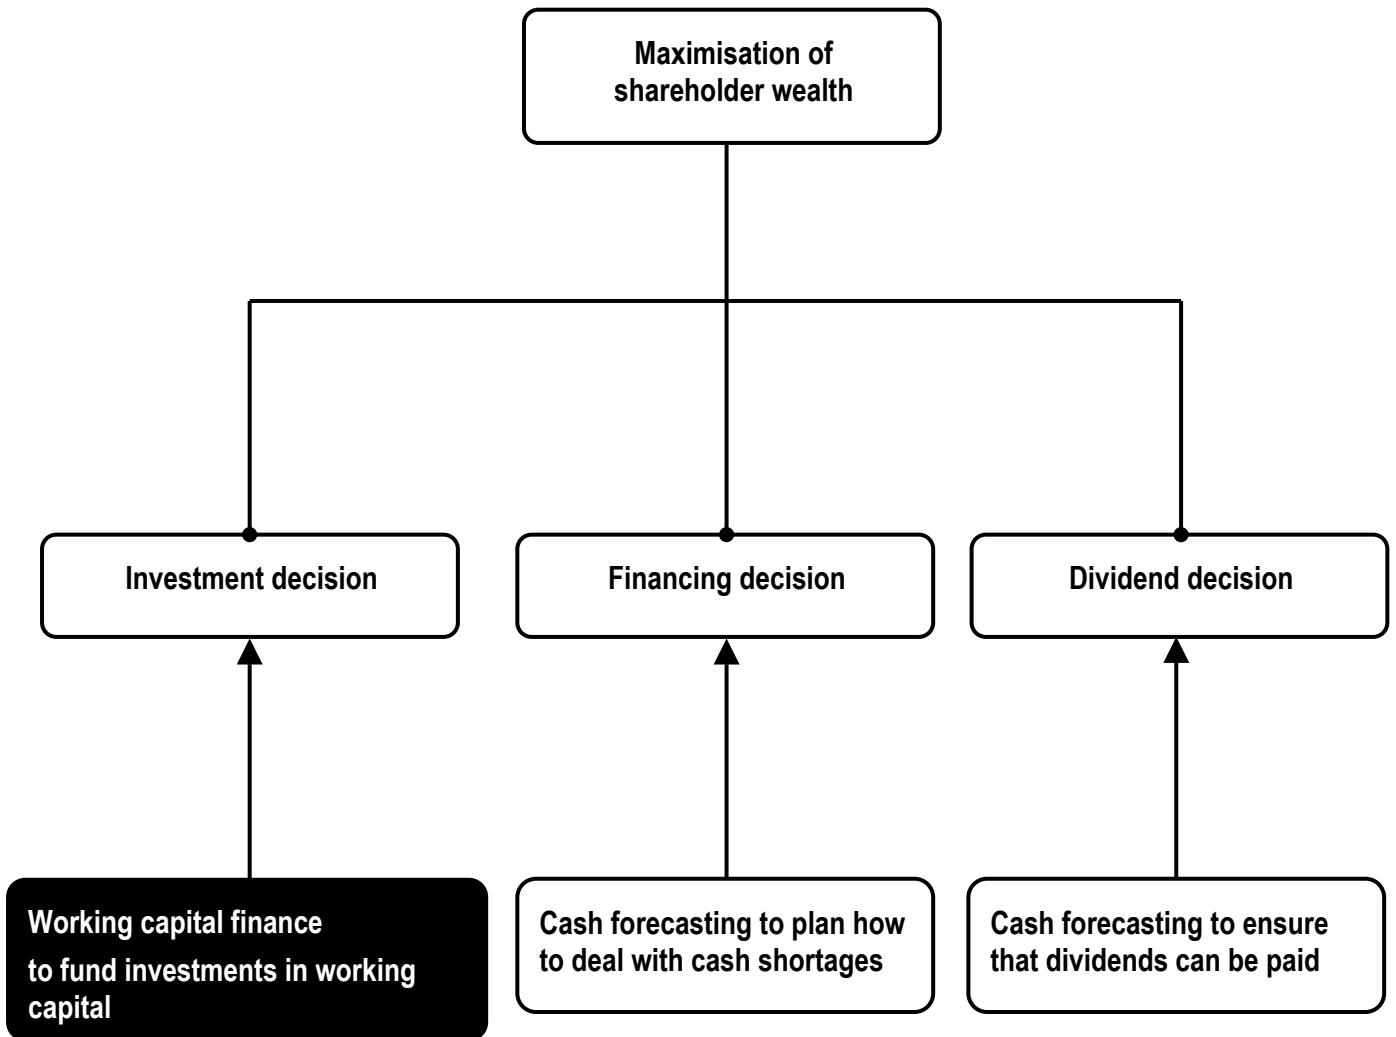 Maximisation of
shareholder wealth
Investment decision
Financing decision
Dividend decision
Working capital finance
to fund investments in working
capital
Cash forecasting to plan how
to deal with cash shortages
Cash forecasting to ensure
that dividends can be paid